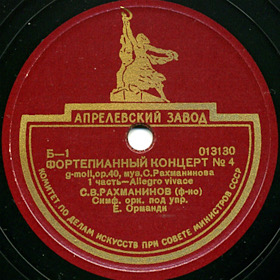 АПРЕЛЕВСКИЙ ЗАВОД
Б—1 013130
ФОРТЕПИАННЫЙ КОНЦЕРТ № 4
g-moll, op. 40, муз. С. Рахманинова
1 часть—Allegro vivace
С. В. РАХМАНИНОВ (ф-но)
Симф. орк. под упр.
Е. Орманди
КОМИТЕТ ПО ДЕЛАМ ИСКУССТВ ПРИ СОВЕТЕ МИНИСТРОВ СССР